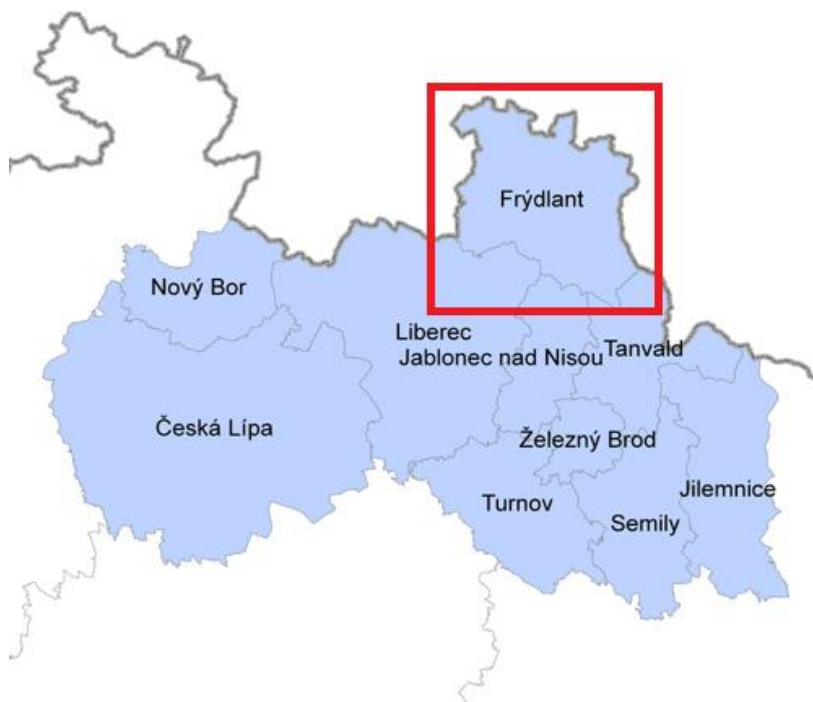 Frýdlant
Nový Bor
Liberec
Jablonec nad Nisou
Tanvald
Česká Lípa
Železný Brod
Jilemnice
Turnov
Semily